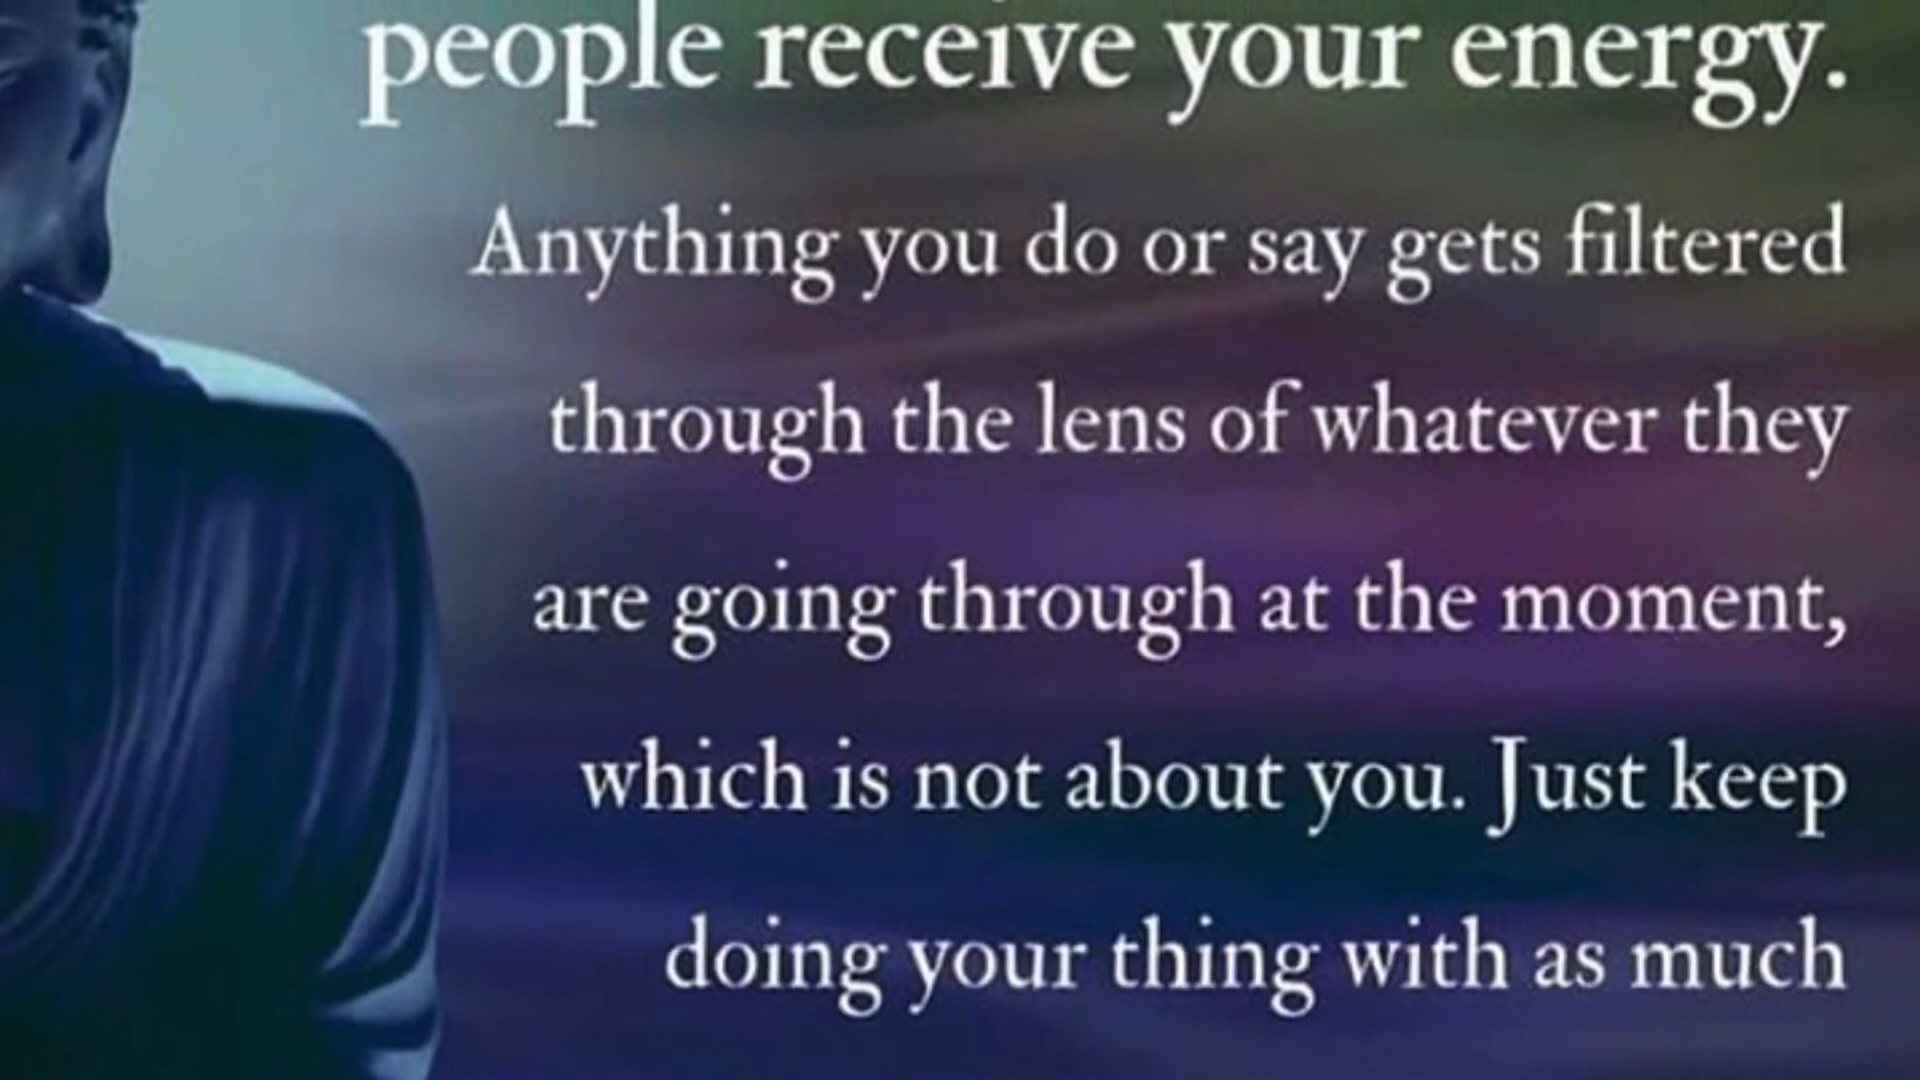 people receive your energy.
Anything you do or say gets filtered
through the lens of whatever they
are going through at the moment,
which is not about you. Just keep
doing your thing with as much